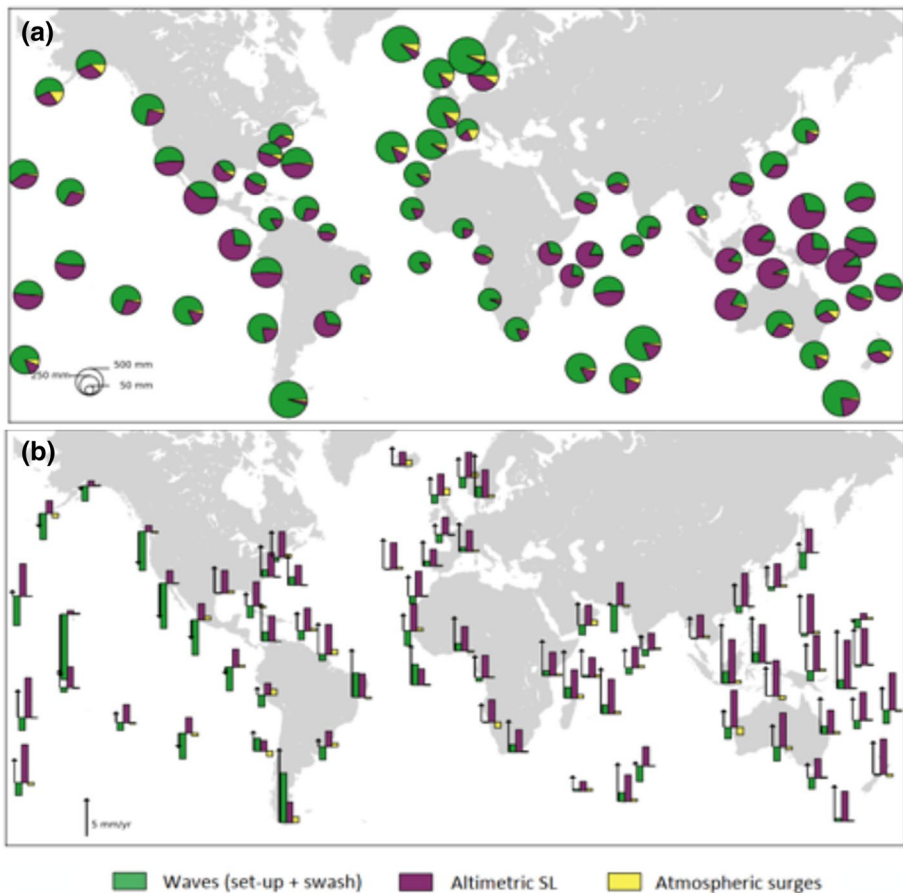 (a)
500 mm
250 mm
50 mm
(b)
5 mm/yr
Waves (set-up + swash) Altimetric SL Atmospheric surges